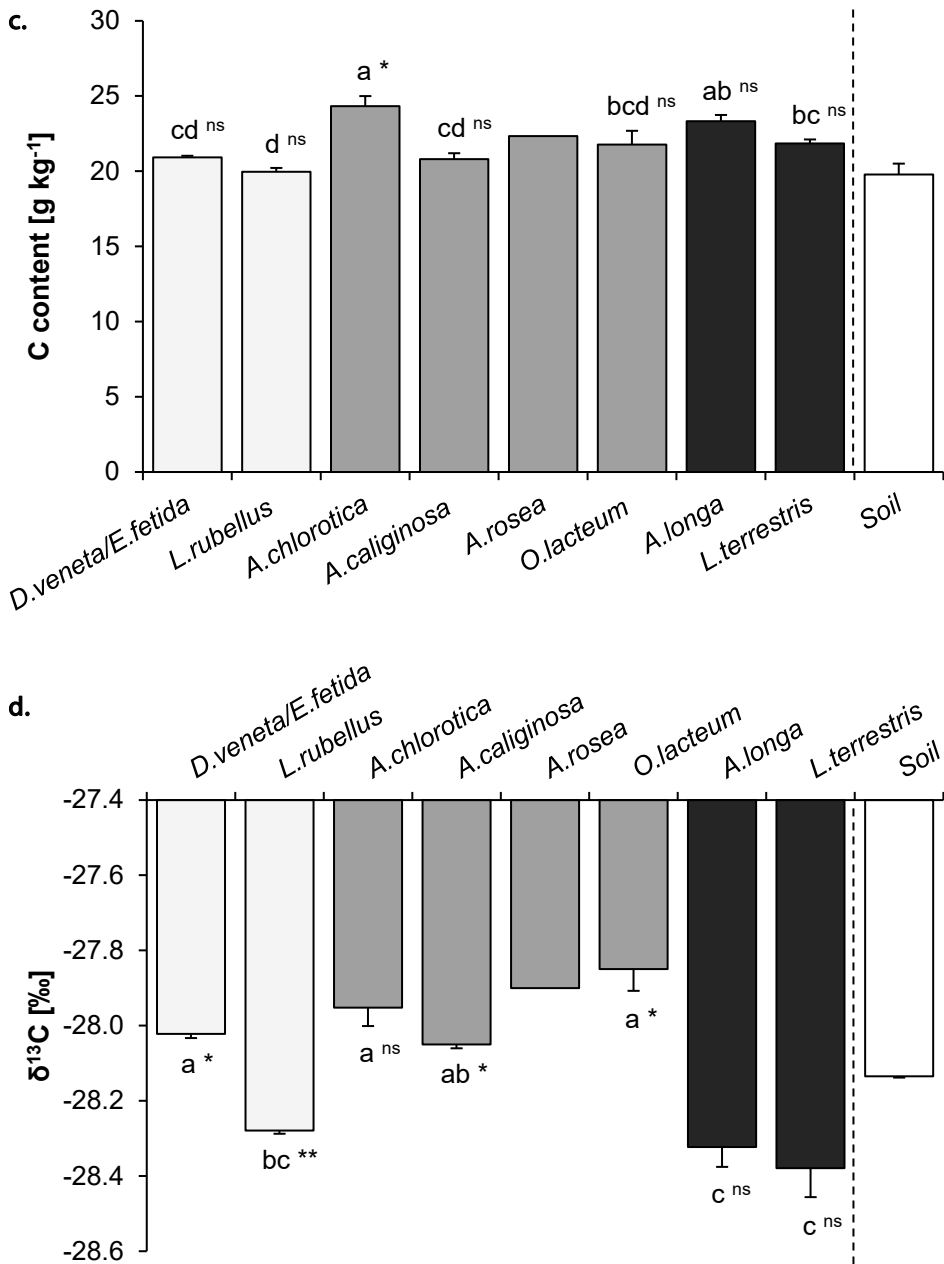 c.
C content [g kg⁻¹]
30
25
20
15
10
5
0
cd ns
d ns
a *
cd ns
bcd ns
ab ns
bc ns
D.veneta/E.fetida
L.rubellus
A.chlorotica
A.caliginosa
A.rosea
O.lacteum
A.longa
L.terrestris
Soil
d.
D.veneta/E.fetida
L.rubellus
A.chlorotica
A.caliginosa
A.rosea
O.lacteum
A.longa
L.terrestris
Soil
δ¹³C [‰]
-27.4
-27.6
-27.8
-28.0
-28.2
-28.4
-28.6
a *
bc **
a ns
ab *
a *
c ns
c ns